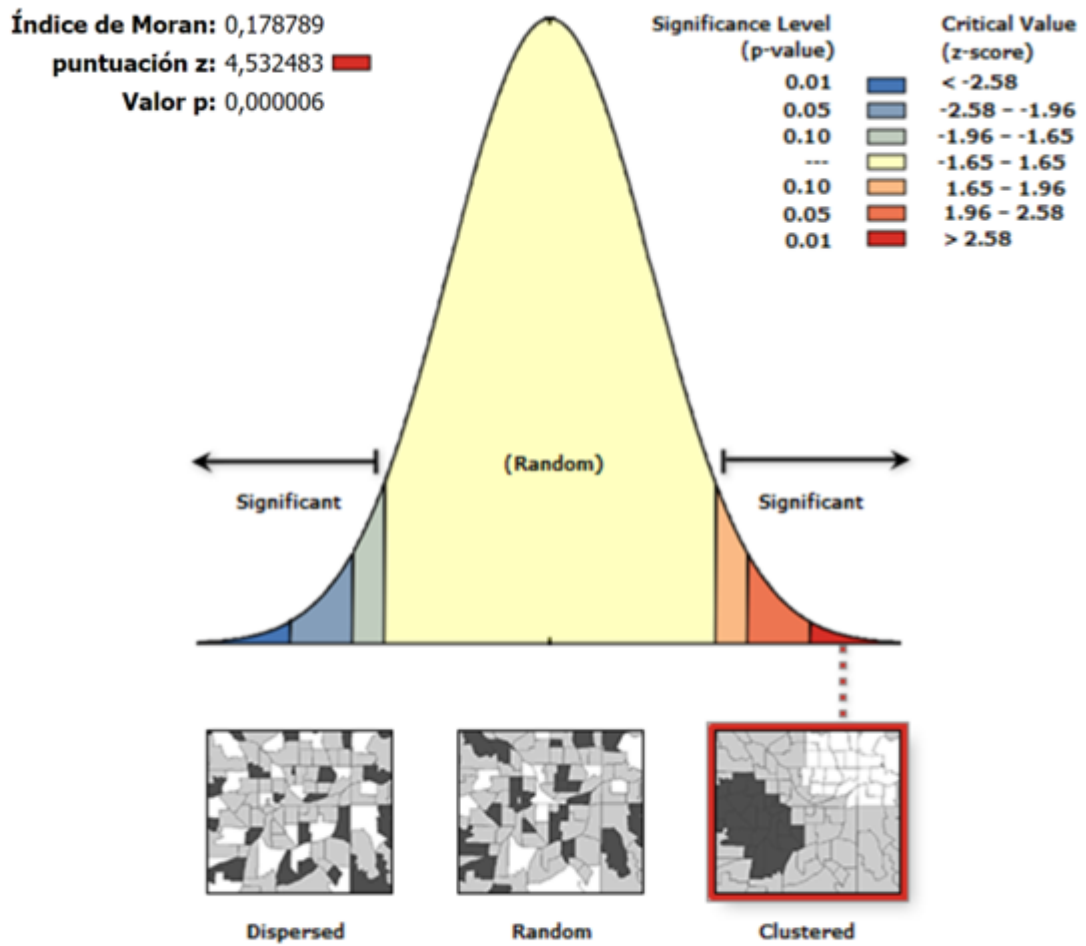 Índice de Moran: 0,178789
puntuación z: 4,532483
Valor p: 0,000006
Significance Level
(p-value)
Critical Value
(z-score)
0.01 < -2.58
0.05 -2.58 – -1.96
0.10 -1.96 – -1.65
--- -1.65 – 1.65
0.10 1.65 – 1.96
0.05 1.96 – 2.58
0.01 > 2.58
(Random)
Significant
Significant
Dispersed
Random
Clustered